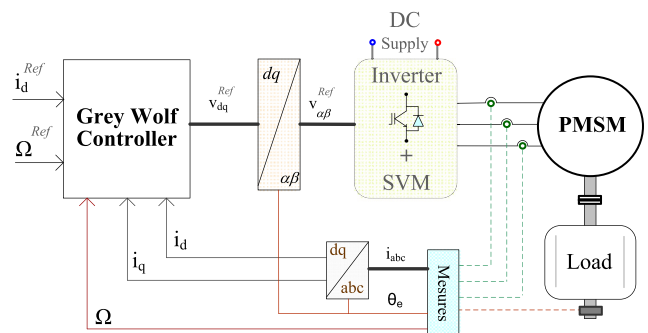 DC
Supply
Inverter
+
SVM
i_d^Ref
Ω^Ref
Grey Wolf
Controller
v_dq^Ref
dq
αβ
v_αβ^Ref
PMSM
Load
i_d
i_q
Ω
dq
abc
i_abc
θ_e
Mesures